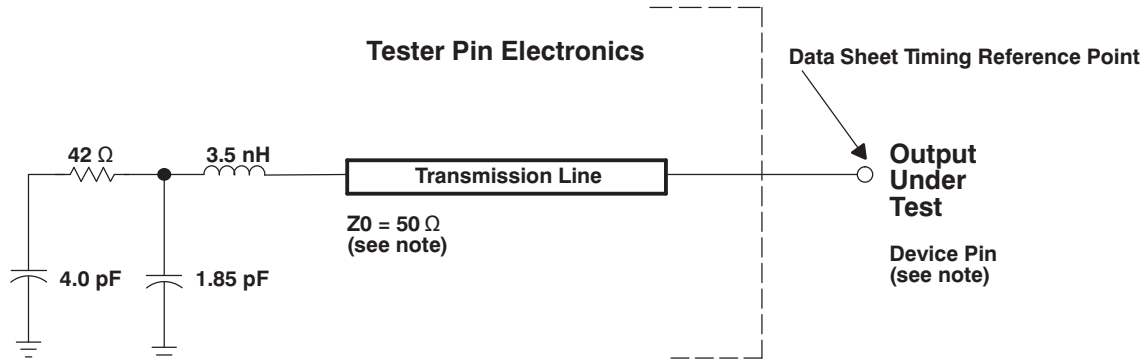 Tester Pin Electronics
Data Sheet Timing Reference Point
42 Ω
3.5 nH
Transmission Line
Output
Under
Test
Z0 = 50 Ω
(see note)
Device Pin
(see note)
4.0 pF
1.85 pF